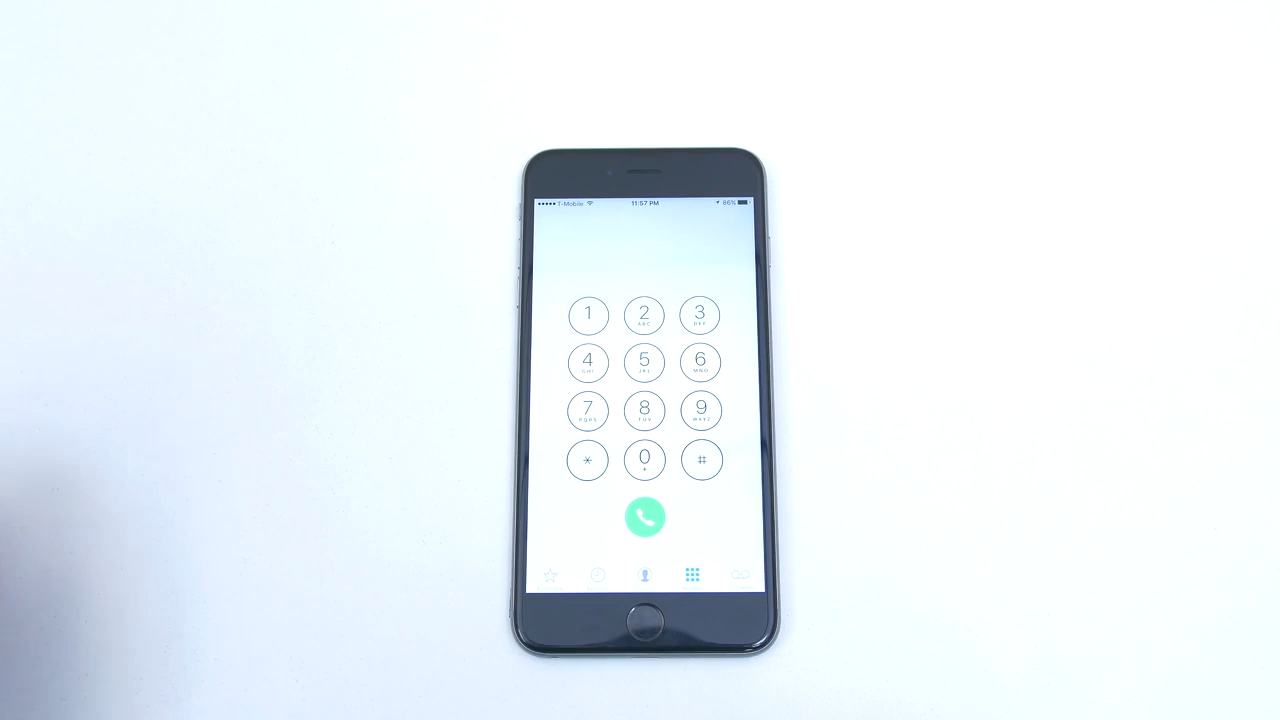 T-Mobile 11:57 PM 86%
1 2 3
ABC DEF
4 5 6
GHI JKL MNO
7 8 9
PQRS TUV WXYZ
* 0 #
+